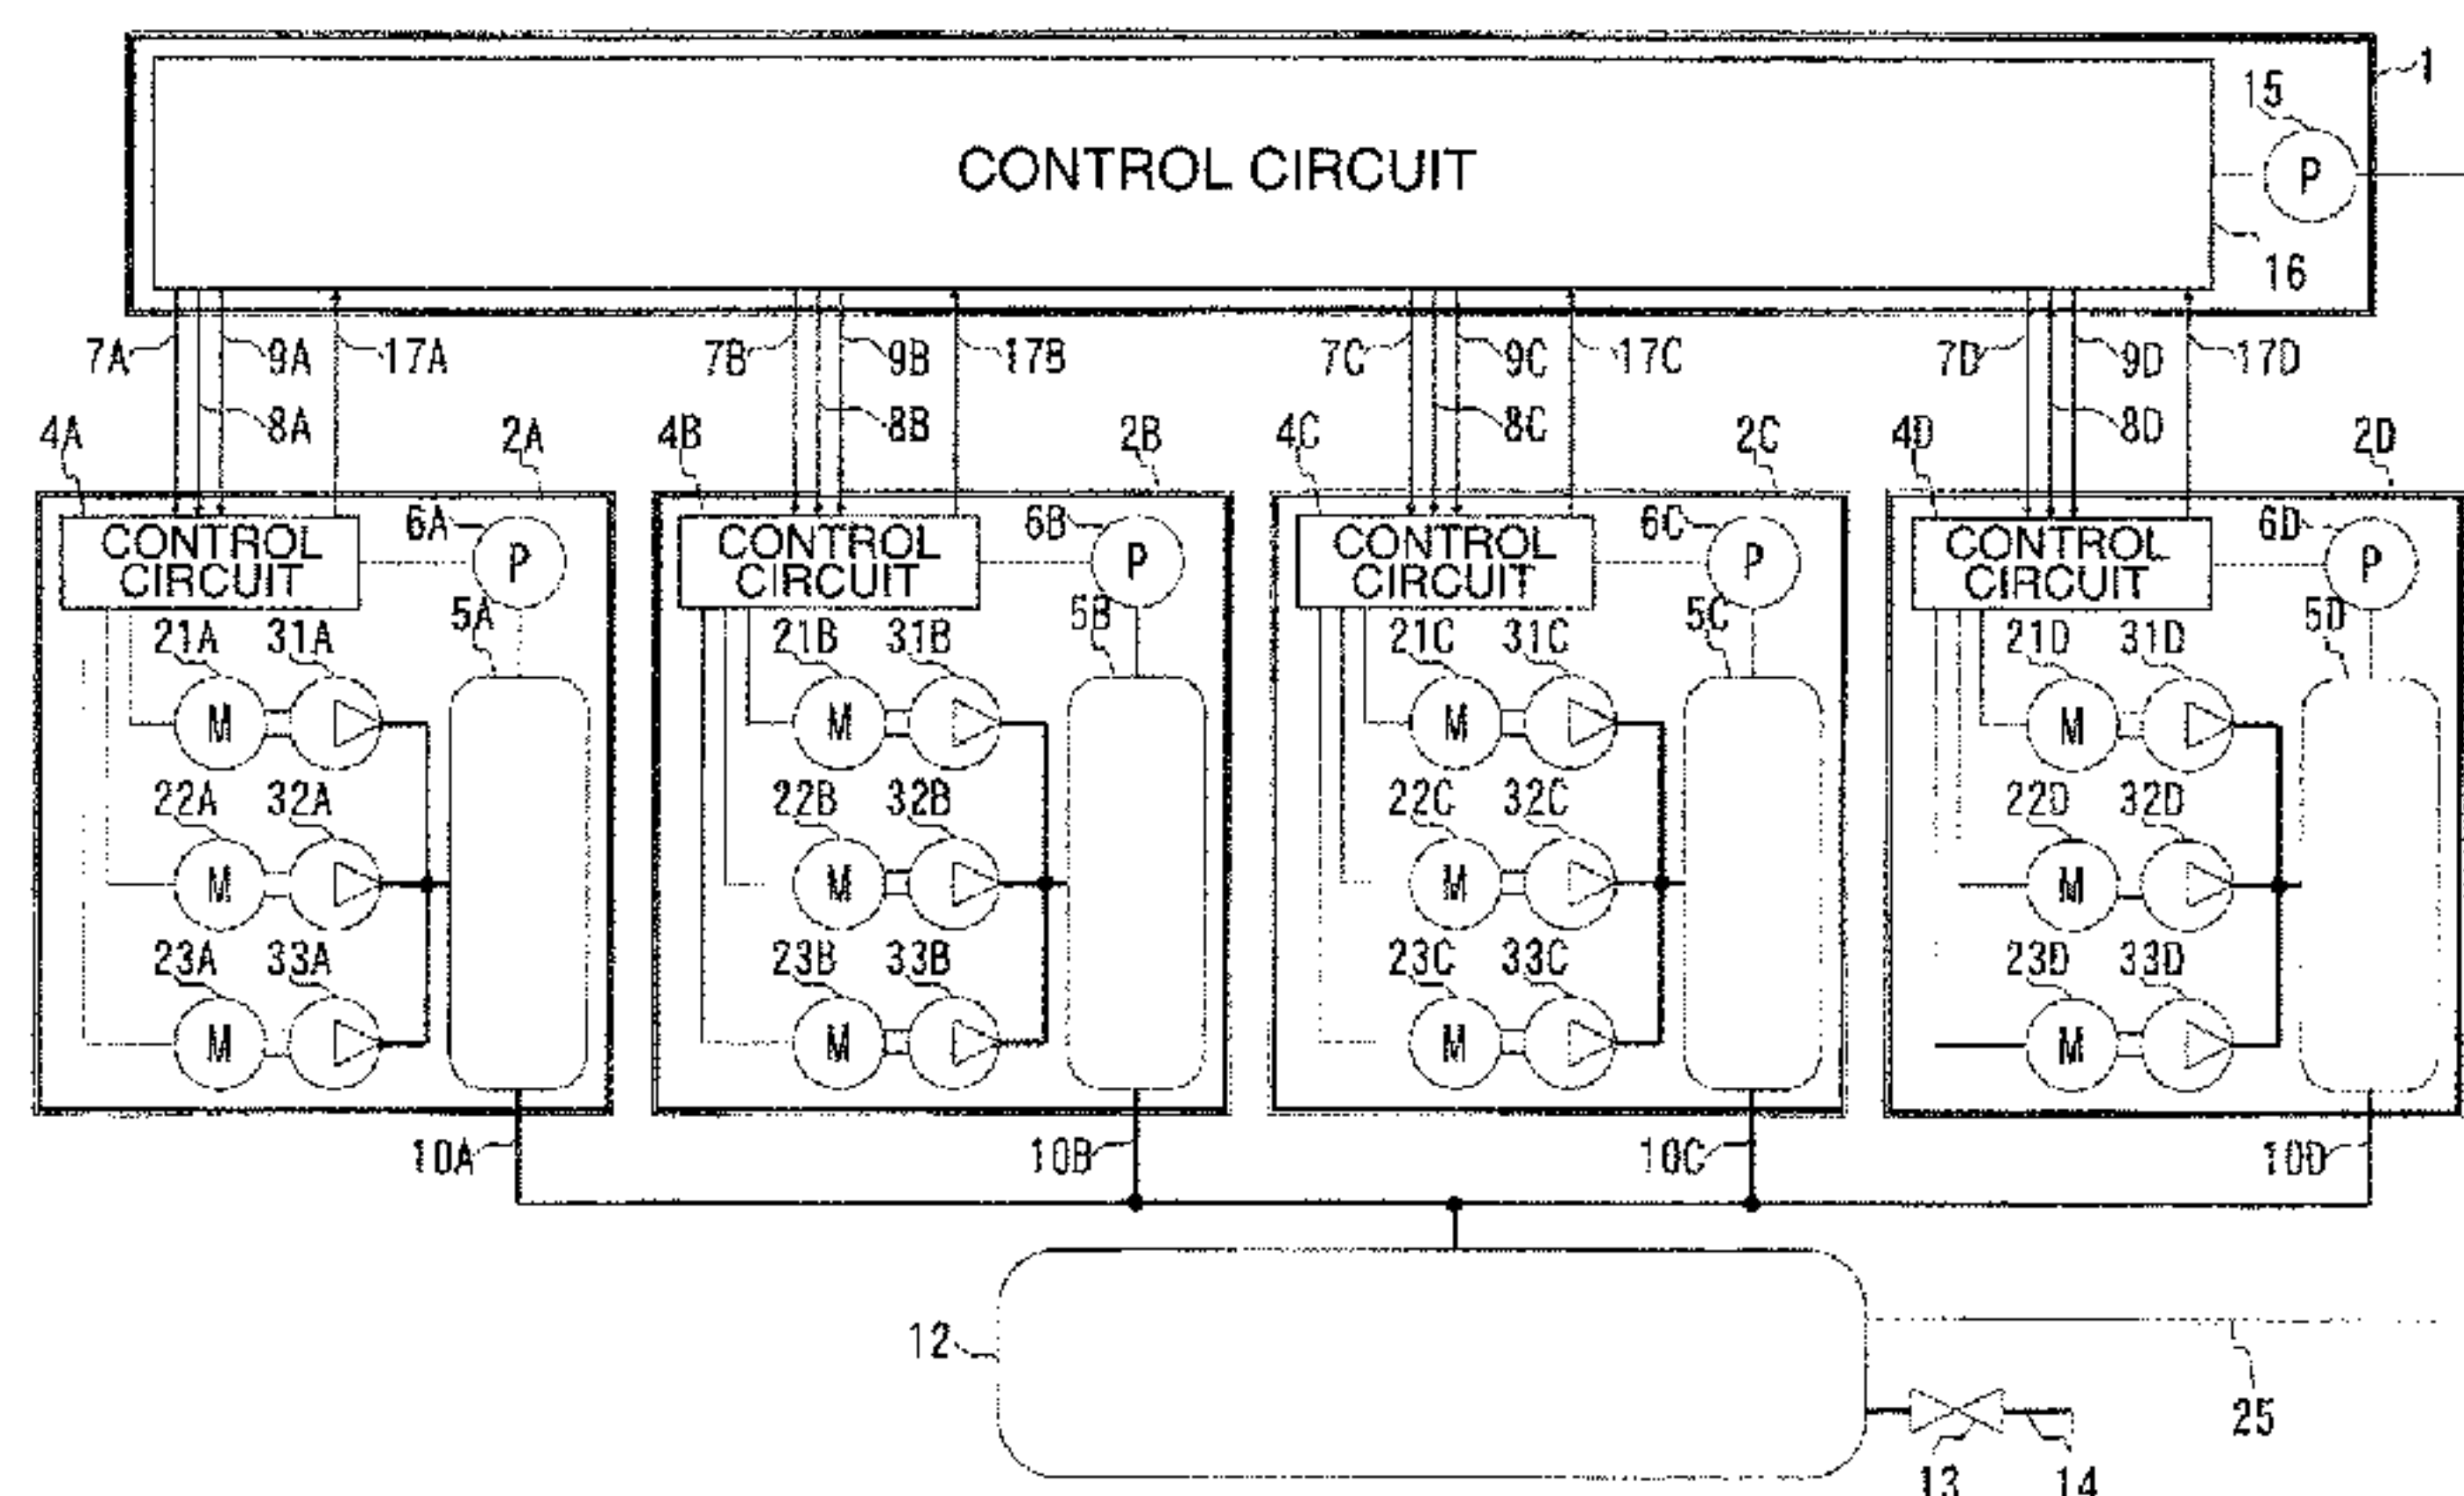 1
15
P
CONTROL CIRCUIT
16
7A 9A 17A 7B 9B 17B 7C 9C 17C 7D 9D 17D
8A 8B 8C 8D
4A 2A 4B 2B 4C 2C 4D 2D
6A 6B 6C 6D
CONTROL CIRCUIT P CONTROL CIRCUIT P CONTROL CIRCUIT P CONTROL CIRCUIT P
5A 5B 5C 5D
21A 31A 21B 31B 21C 31C 21D 31D
M M M M
22A 32A 22B 32B 22C 32C 22D 32D
M M M M
23A 33A 23B 33B 23C 33C 23D 33D
M M M M
10A 10B 10C 10D
12
25
13 14